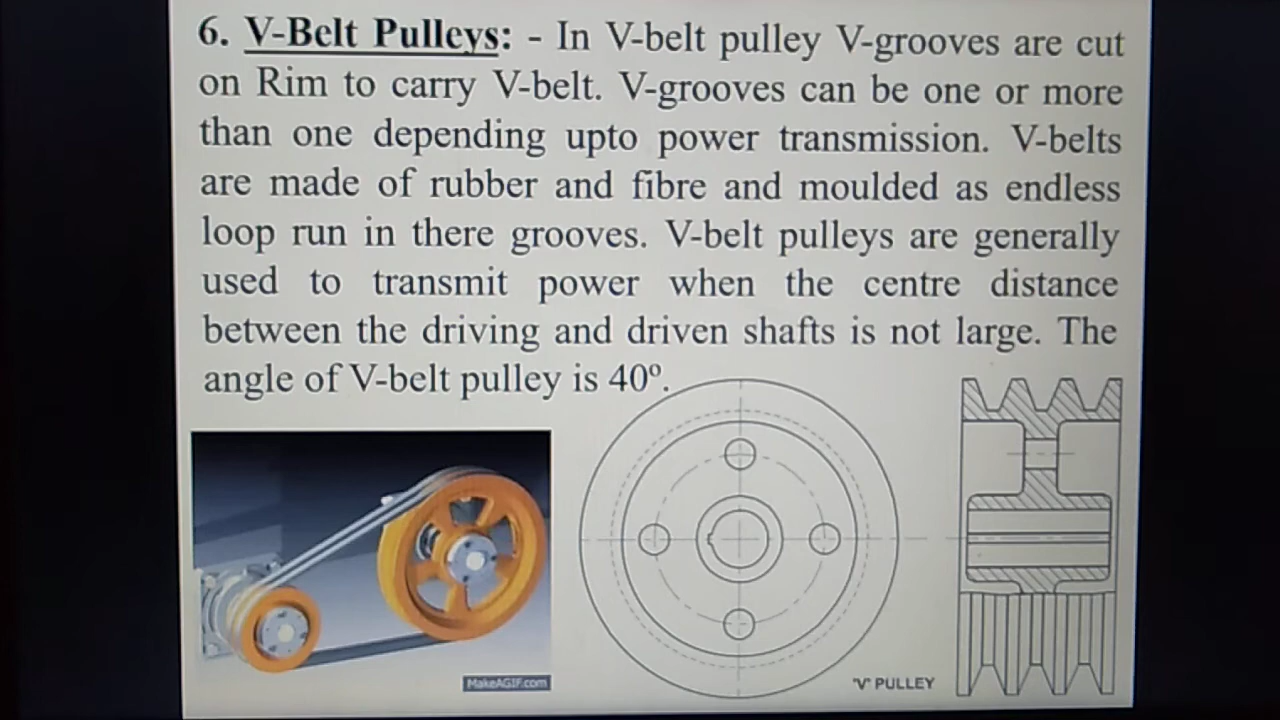 6. V-Belt Pulleys: - In V-belt pulley V-grooves are cut
on Rim to carry V-belt. V-grooves can be one or more
than one depending upto power transmission. V-belts
are made of rubber and fibre and moulded as endless
loop run in there grooves. V-belt pulleys are generally
used to transmit power when the centre distance
between the driving and driven shafts is not large. The
angle of V-belt pulley is 40º.
MakeAGIF.com
"V" PULLEY